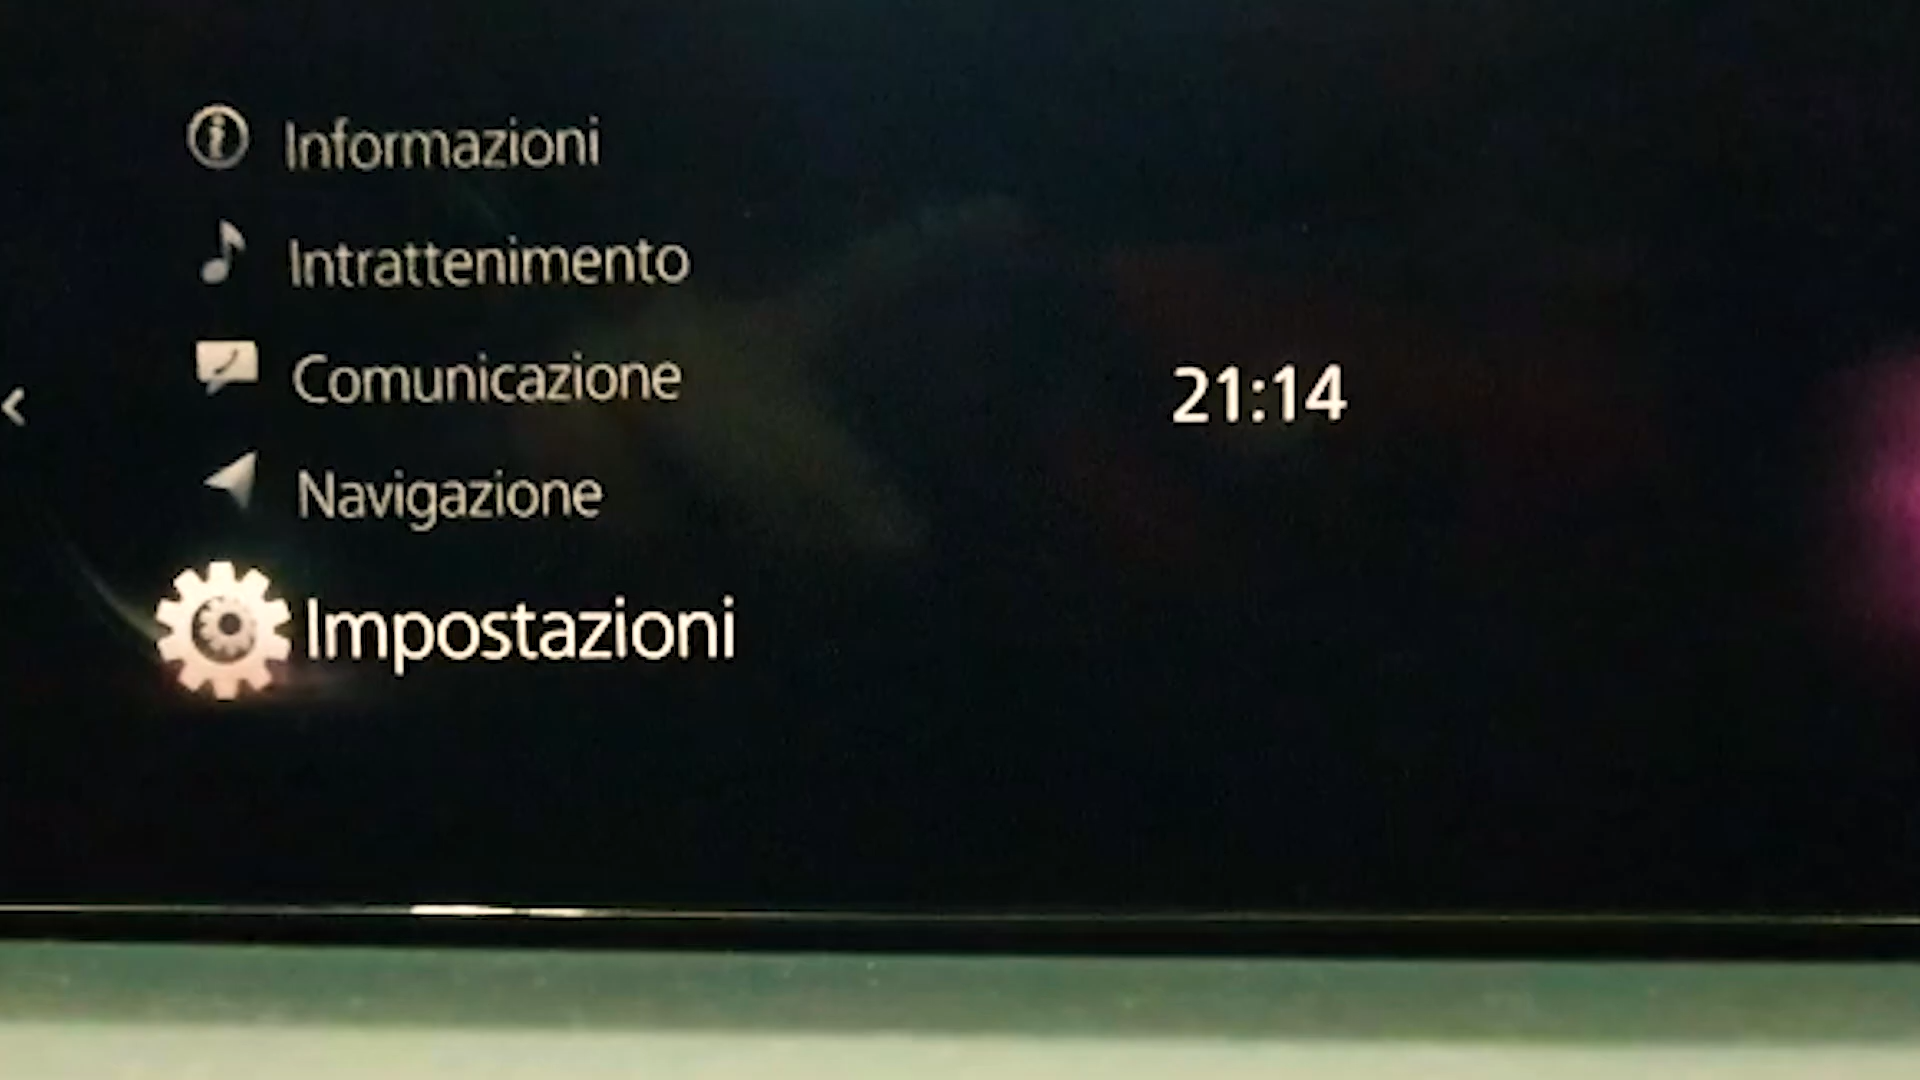 Informazioni
Intrattenimento
Comunicazione
Navigazione
Impostazioni
21:14